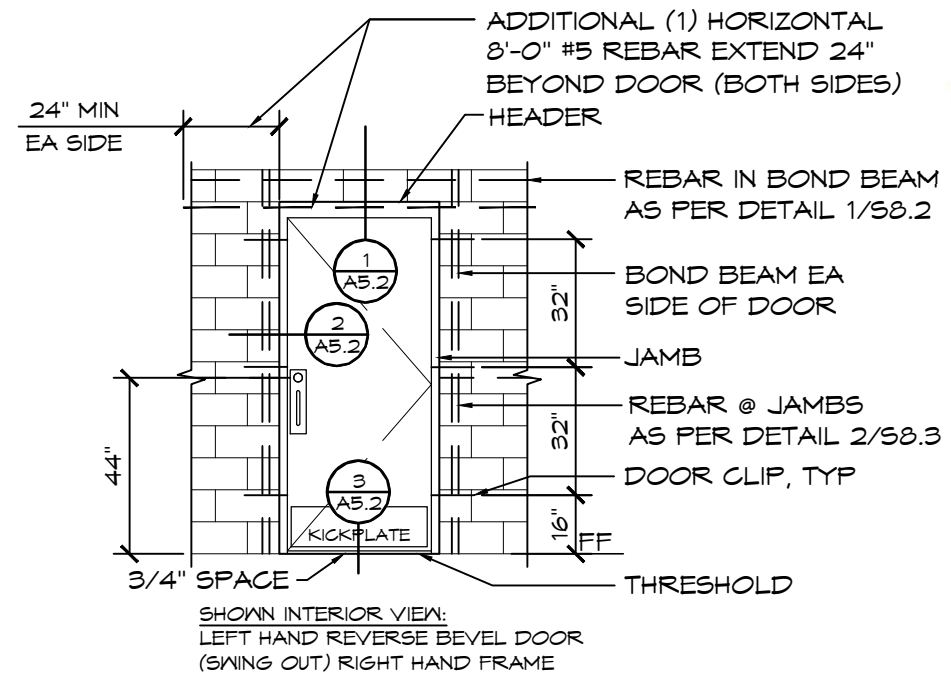 ADDITIONAL (1) HORIZONTAL
8'-0" #5 REBAR EXTEND 24"
BEYOND DOOR (BOTH SIDES)
HEADER
24" MIN
EA SIDE
REBAR IN BOND BEAM
AS PER DETAIL 1/S8.2
1
A5.2
BOND BEAM EA
SIDE OF DOOR
32"
2
A5.2
JAMB
REBAR @ JAMBS
AS PER DETAIL 2/S8.3
32"
44"
DOOR CLIP, TYP
3
A5.2
16"
KICKPLATE
FF
3/4" SPACE
THRESHOLD
SHOWN INTERIOR VIEW:
LEFT HAND REVERSE BEVEL DOOR
(SWING OUT) RIGHT HAND FRAME